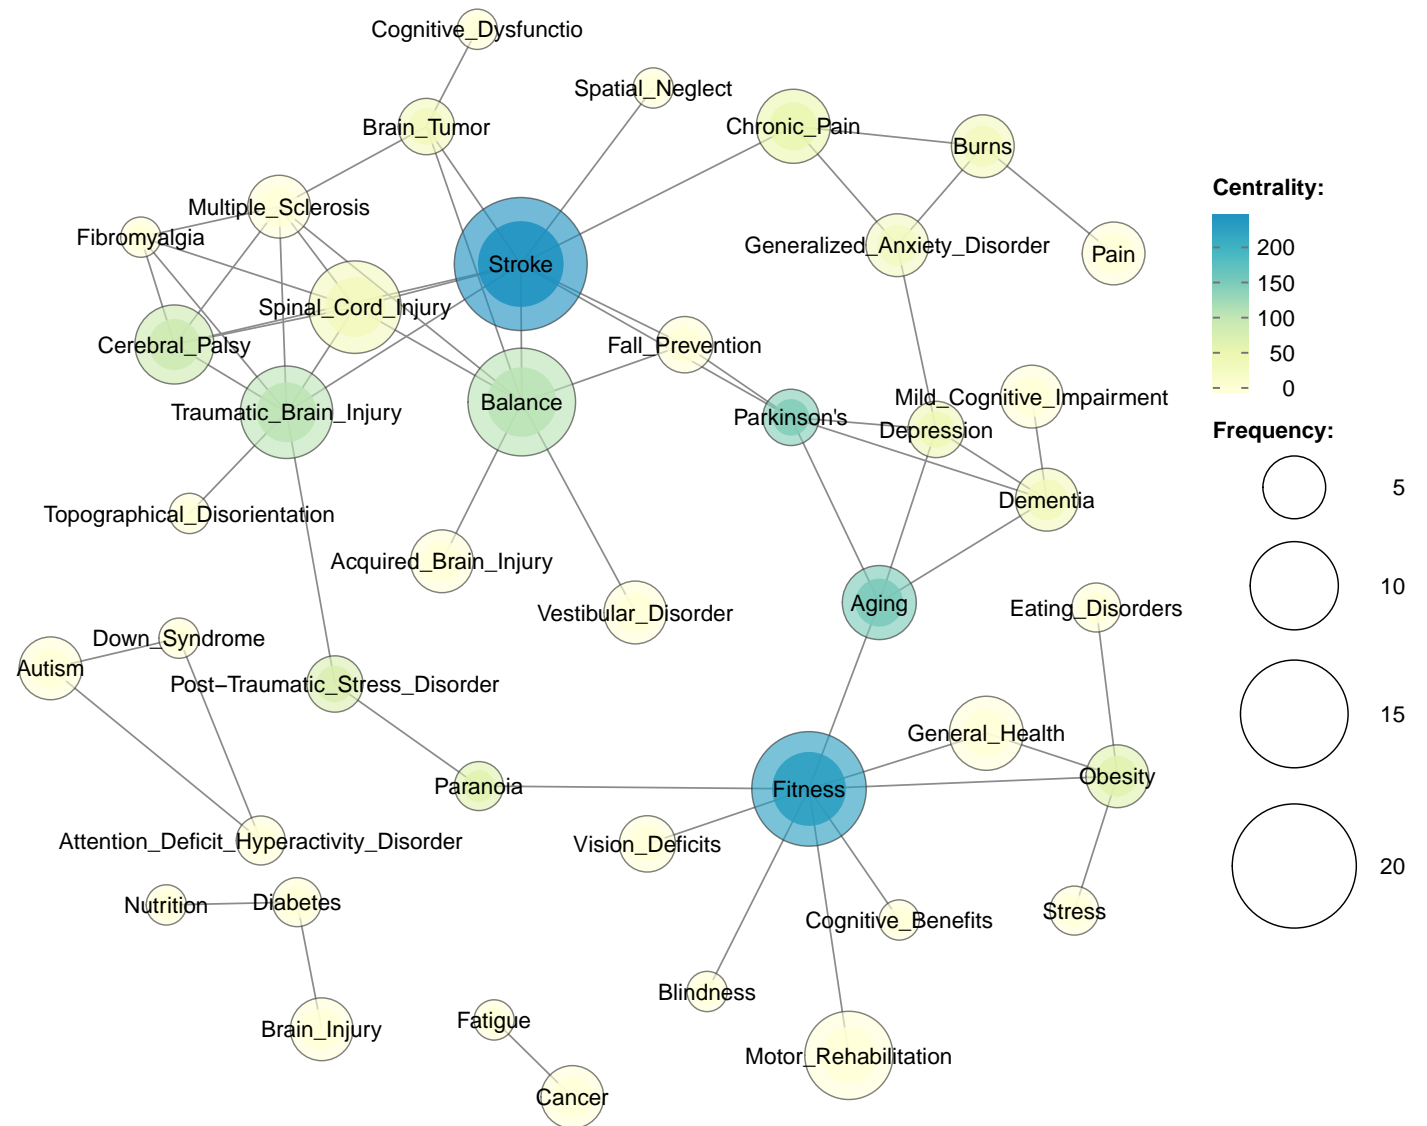 Cognitive_Dysfunctio
Spatial_Neglect
Brain_Tumor
Chronic_Pain
Burns
Multiple_Sclerosis
Fibromyalgia
Generalized_Anxiety_Disorder
Pain
Stroke
Spinal_Cord_Injury
Cerebral_Palsy
Fall_Prevention
Traumatic_Brain_Injury
Balance
Parkinson's
Mild_Cognitive_Impairment
Depression
Dementia
Topographical_Disorientation
Acquired_Brain_Injury
Vestibular_Disorder
Aging
Eating_Disorders
Down_Syndrome
Autism
Post−Traumatic_Stress_Disorder
General_Health
Paranoia
Fitness
Obesity
Attention_Deficit_Hyperactivity_Disorder
Vision_Deficits
Nutrition
Diabetes
Cognitive_Benefits
Stress
Blindness
Brain_Injury
Fatigue
Motor_Rehabilitation
Cancer
Centrality:
200
150
100
50
0
Frequency:
5
10
15
20